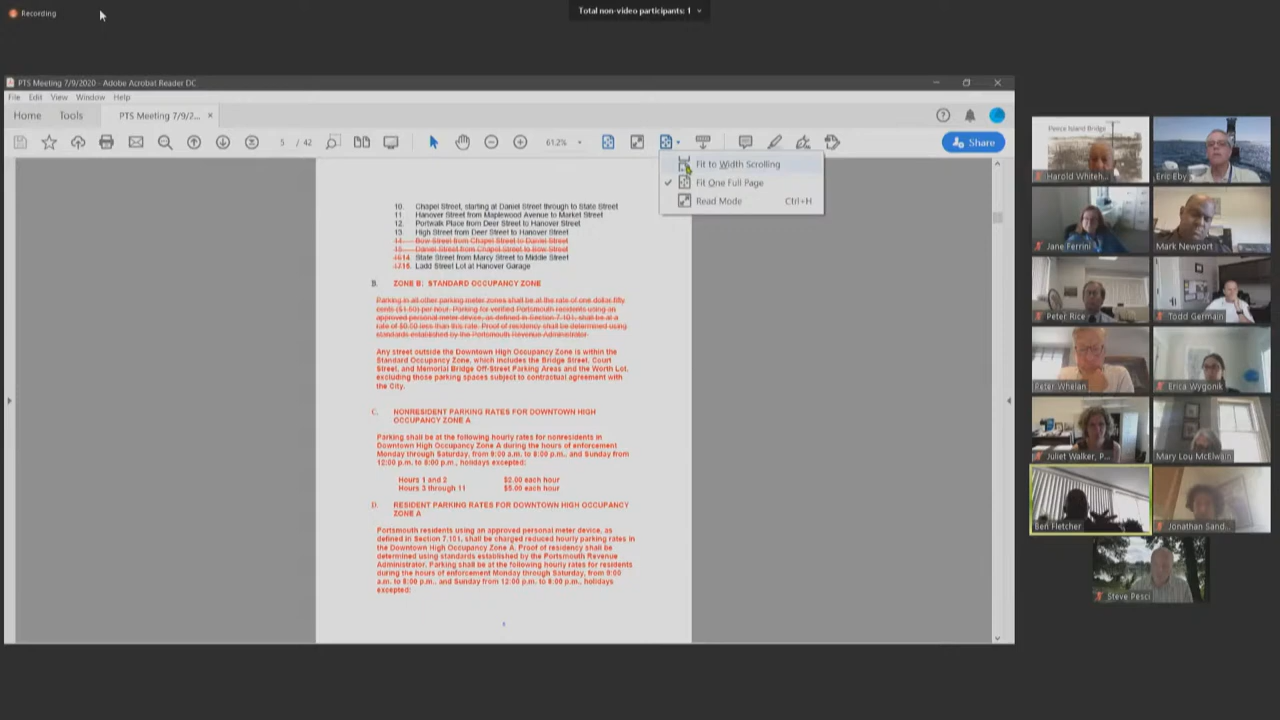 Recording
Total non-video participants: 1
PTS Meeting 7/9/2020 - Adobe Acrobat Reader DC
File Edit View Window Help
Home Tools PTS Meeting 7/9/2...
5 / 42 61.2% Share
Fit to Width Scrolling
Fit One Full Page
Read Mode Ctrl+H
10. Chapel Street, starting at Daniel Street through to State Street
11. Hanover Street from Maplewood Avenue to Market Street
12. Portwalk Place from Deer Street to Hanover Street
13. High Street from Deer Street to Hanover Street
14. Bow Street from Chapel Street to Daniel Street
15. Daniel Street from Chapel Street to Bow Street
1614. State Street from Marcy Street to Middle Street
1715. Ladd Street Lot at Hanover Garage
B. ZONE B: STANDARD OCCUPANCY ZONE
Parking in all other parking meter zones shall be at the rate of one dollar fifty
cents ($1.50) per hour. Parking for verified Portsmouth residents using an
approved personal meter device, as defined in Section 7.101, shall be at a
rate of $0.50 less than this rate. Proof of residency shall be determined using
standards established by the Portsmouth Revenue Administrator.
Any street outside the Downtown High Occupancy Zone is within the
Standard Occupancy Zone, which includes the Bridge Street, Court
Street, and Memorial Bridge Off-Street Parking Areas and the Worth Lot,
excluding those parking spaces subject to contractual agreement with
the City.
C. NONRESIDENT PARKING RATES FOR DOWNTOWN HIGH
OCCUPANCY ZONE A
Parking shall be at the following hourly rates for nonresidents in
Downtown High Occupancy Zone A during the hours of enforcement
Monday through Saturday, from 9:00 a.m. to 8:00 p.m., and Sunday from
12:00 p.m. to 8:00 p.m., holidays excepted:
Hours 1 and 2 $2.00 each hour
Hours 3 through 11 $5.00 each hour
D. RESIDENT PARKING RATES FOR DOWNTOWN HIGH OCCUPANCY
ZONE A
Portsmouth residents using an approved personal meter device, as
defined in Section 7.101, shall be charged reduced hourly parking rates in
the Downtown High Occupancy Zone A. Proof of residency shall be
determined using standards established by the Portsmouth Revenue
Administrator. Parking shall be at the following hourly rates for residents
during the hours of enforcement Monday through Saturday, from 9:00
a.m. to 8:00 p.m., and Sunday from 12:00 p.m. to 8:00 p.m., holidays
excepted:
Peirce Island Bridge
Harold Whiteh... Eric Eby
Jane Ferrini Mark Newport
Peter Rice Todd Germain
Peter Whelan Erica Wygonik
Juliet Walker, P... Mary Lou McElwain
Ben Fletcher Jonathan Sand...
Steve Pesci